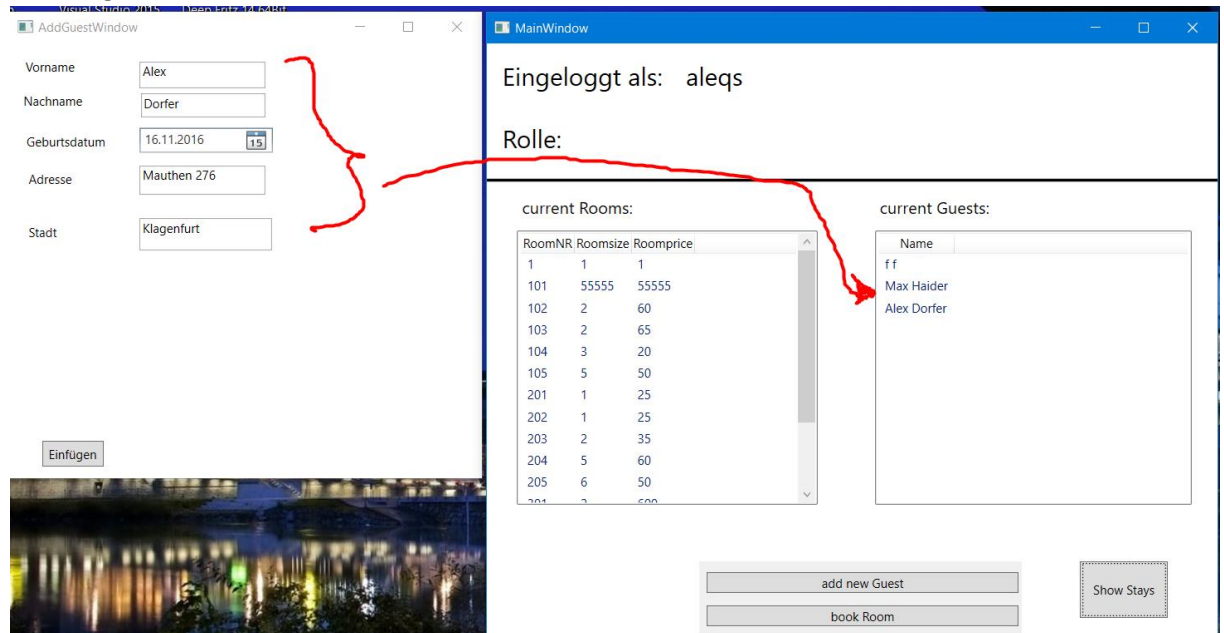 Visual Studio 2015 Deep Fritz 14 64Bit
AddGuestWindow
Vorname Alex
Nachname Dorfer
Geburtsdatum 16.11.2016 15
Adresse Mauthen 276
Stadt Klagenfurt
Einfügen
MainWindow
Eingeloggt als: aleqs
Rolle:
current Rooms:
RoomNR Roomsize Roomprice
1 1 1
101 55555 55555
102 2 60
103 2 65
104 3 20
105 5 50
201 1 25
202 1 25
203 2 35
204 5 60
205 6 50
current Guests:
Name
f f
Max Haider
Alex Dorfer
add new Guest
book Room
Show Stays